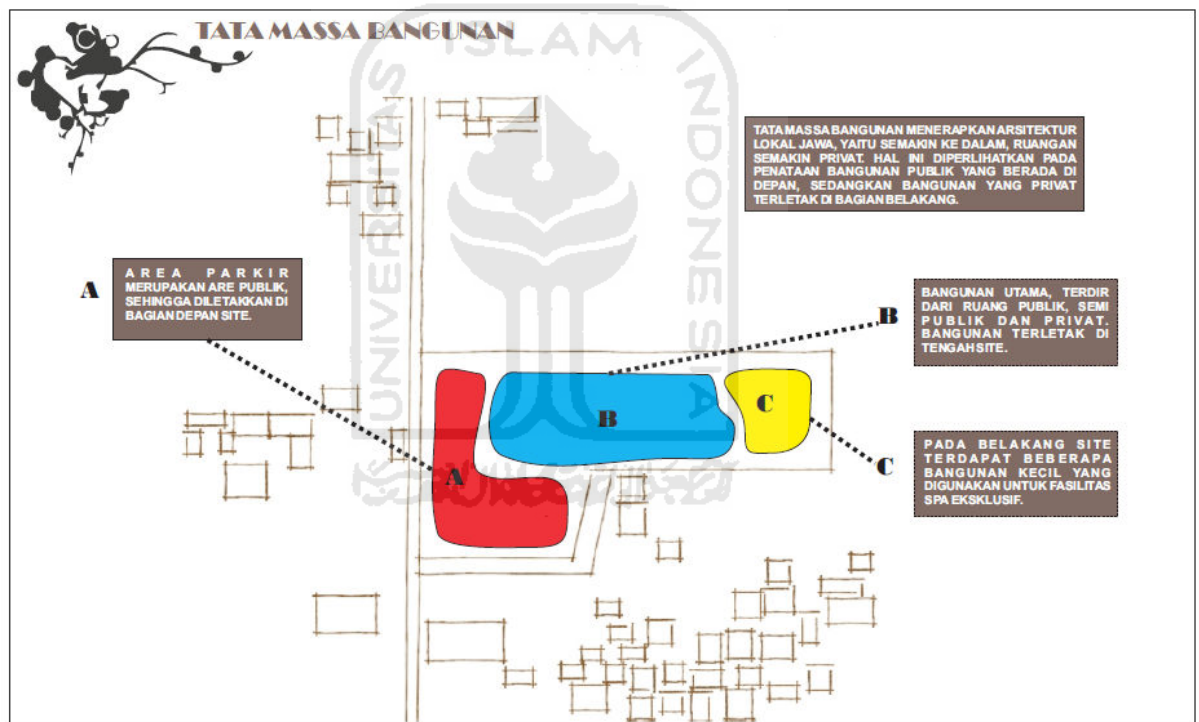 TATA MASSA BANGUNAN
UNIVERSITAS ISLAM INDONESIA
TATA MASSA BANGUNAN MENERAPKAN ARSITEKTUR
LOKAL JAWA, YAITU SEMAKIN KE DALAM, RUANGAN
SEMAKIN PRIVAT. HAL INI DIPERLIHATKAN PADA
PENATAAN BANGUNAN PUBLIK YANG BERADA DI
DEPAN, SEDANGKAN BANGUNAN YANG PRIVAT
TERLETAK DI BAGIAN BELAKANG.
A
AREA PARKIR
MERUPAKAN ARE PUBLIK,
SEHINGGA DILETAKKAN DI
BAGIAN DEPAN SITE.
B
BANGUNAN UTAMA, TERDIR
DARI RUANG PUBLIK, SEMI
PUBLIK DAN PRIVAT.
BANGUNAN TERLETAK DI
TENGAH SITE.
A
B
C
C
PADA BELAKANG SITE
TERDAPAT BEBERAPA
BANGUNAN KECIL YANG
DIGUNAKAN UNTUK FASILITAS
SPA EKSKLUSIF.